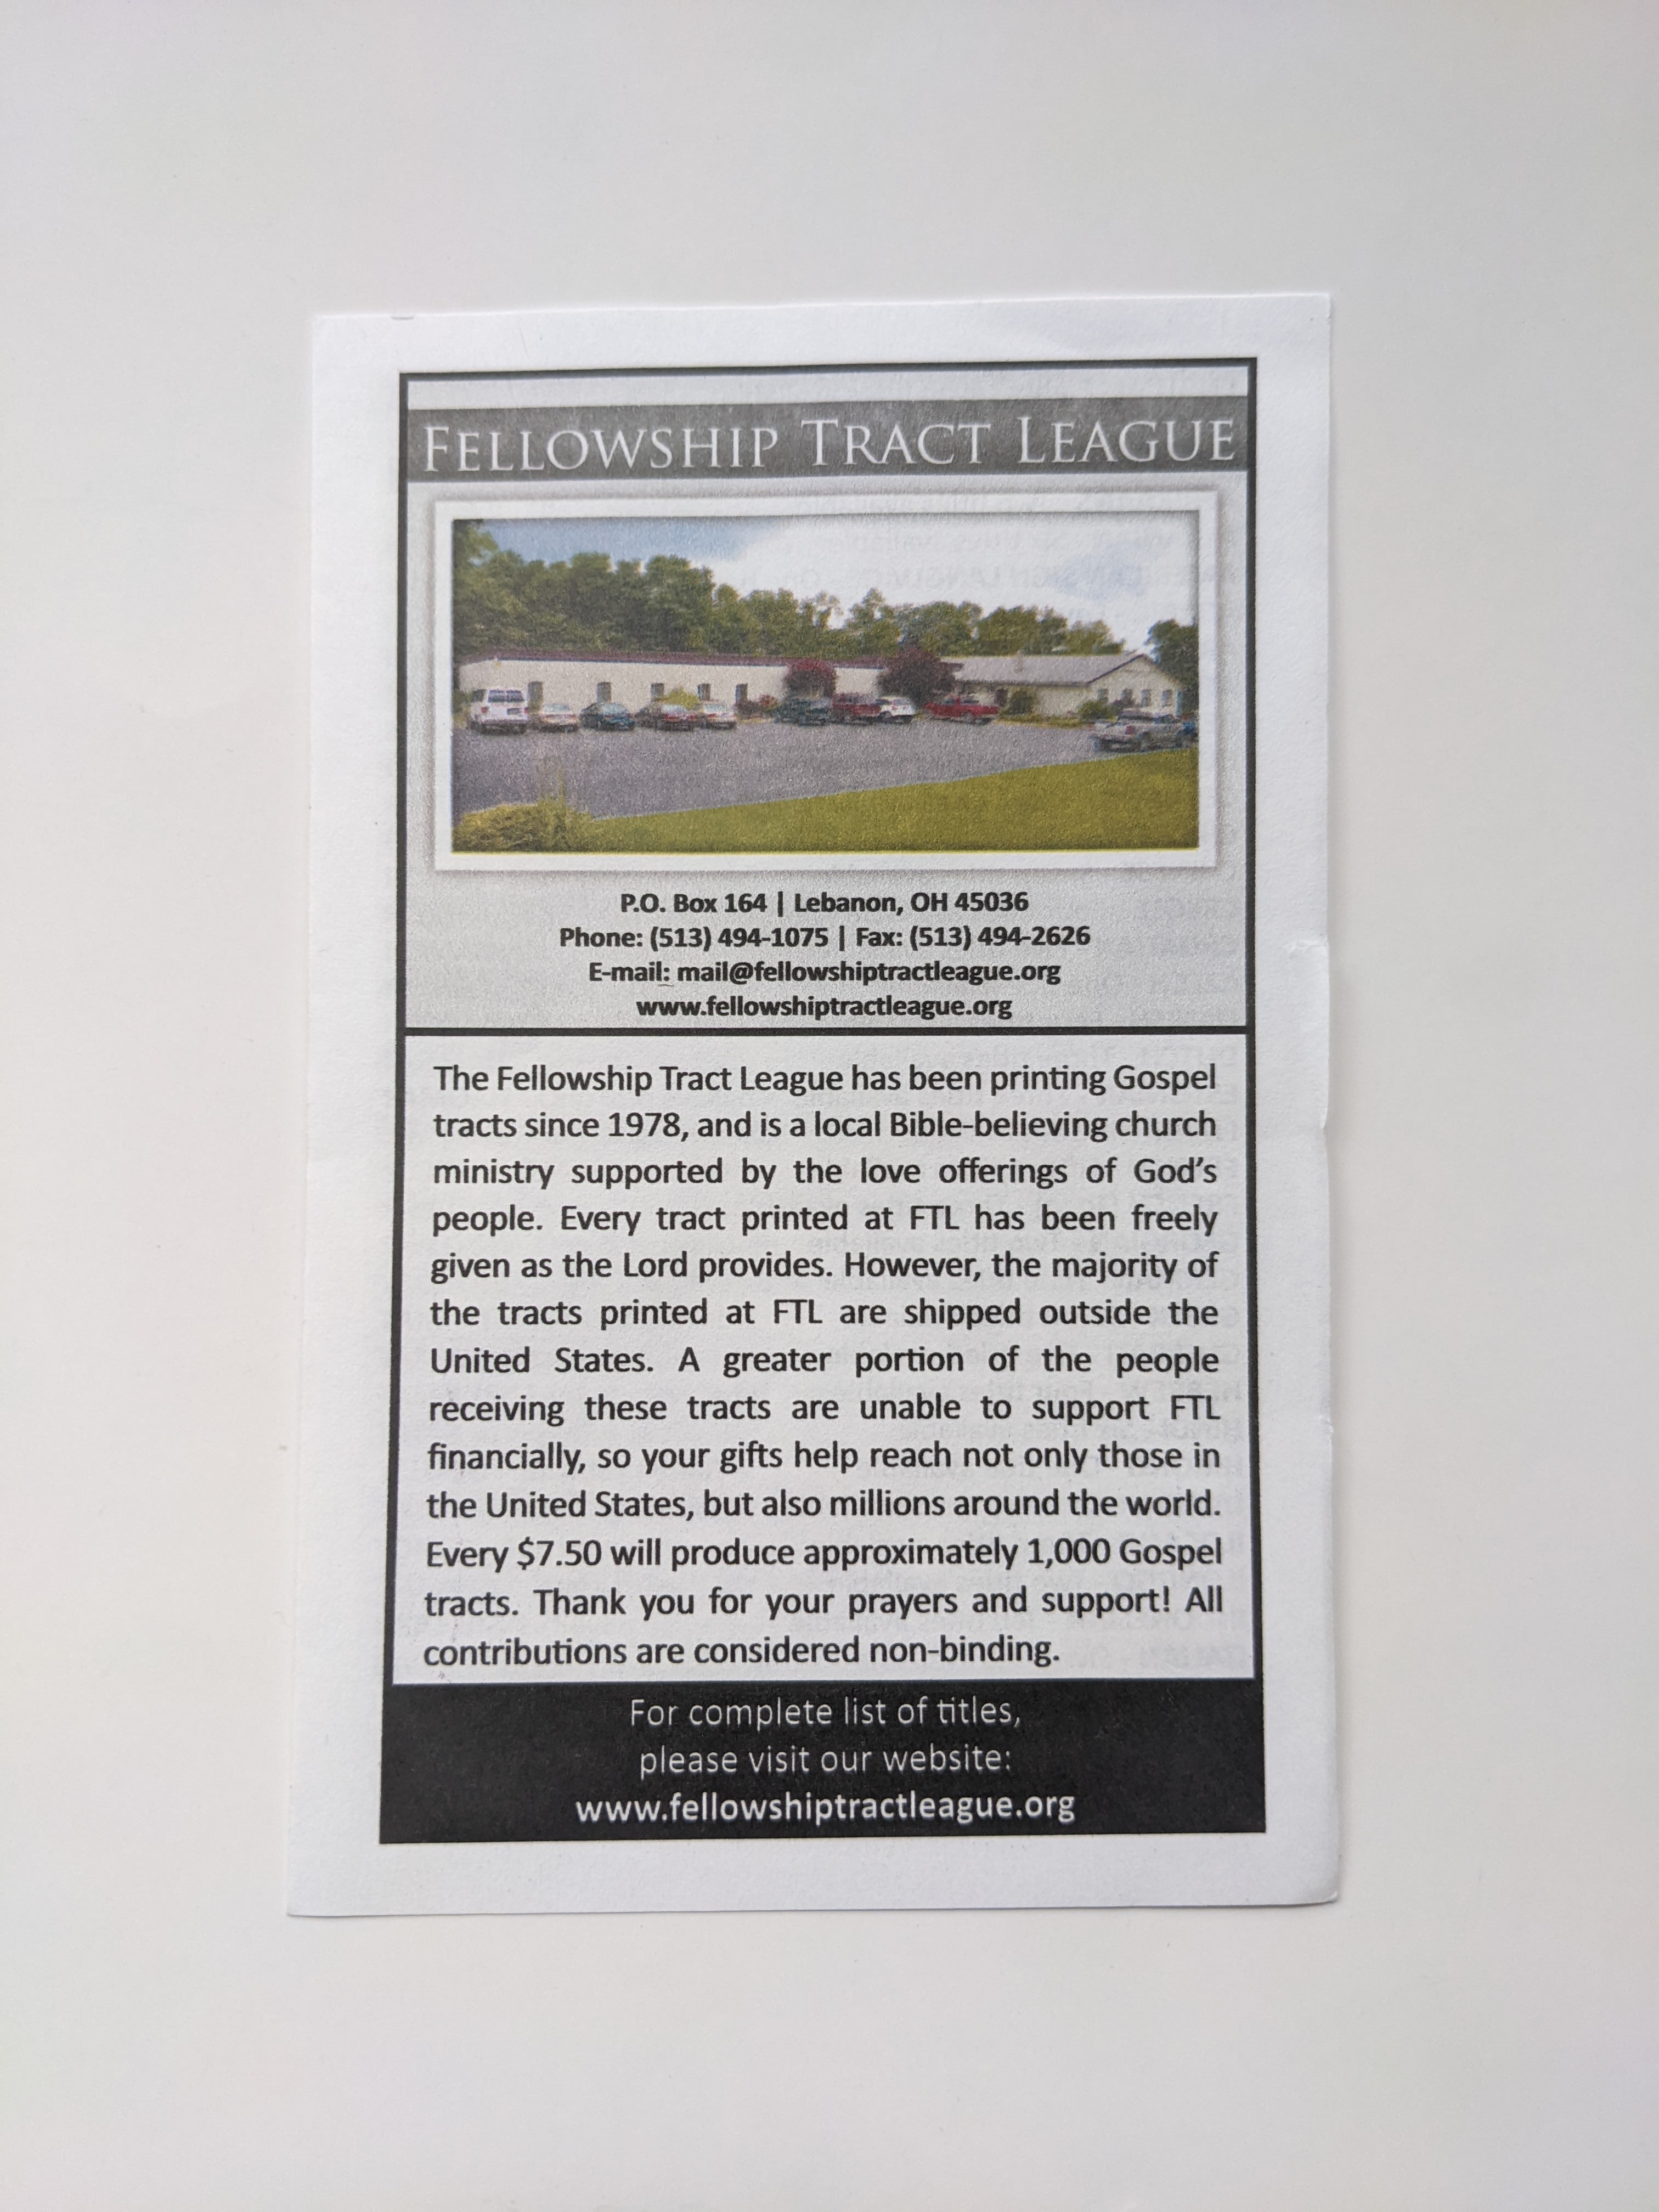 FELLOWSHIP TRACT LEAGUE
P.O. Box 164 | Lebanon, OH 45036
Phone: (513) 494-1075 | Fax: (513) 494-2626
E-mail: mail@fellowshiptractleague.org
www.fellowshiptractleague.org
The Fellowship Tract League has been printing Gospel
tracts since 1978, and is a local Bible-believing church
ministry supported by the love offerings of God's
people. Every tract printed at FTL has been freely
given as the Lord provides. However, the majority of
the tracts printed at FTL are shipped outside the
United States. A greater portion of the people
receiving these tracts are unable to support FTL
financially, so your gifts help reach not only those in
the United States, but also millions around the world.
Every $7.50 will produce approximately 1,000 Gospel
tracts. Thank you for your prayers and support! All
contributions are considered non-binding.
For complete list of titles,
please visit our website:
www.fellowshiptractleague.org